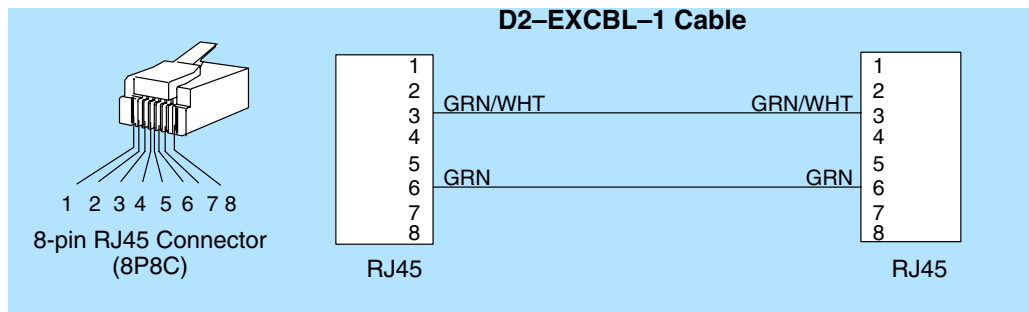 D2–EXCBL–1 Cable
1 2 3 4 5 6 7 8
8-pin RJ45 Connector
(8P8C)
1
2
GRN/WHT
3
4
5
GRN
6
7
8
RJ45
1
2
GRN/WHT
3
4
5
GRN
6
7
8
RJ45